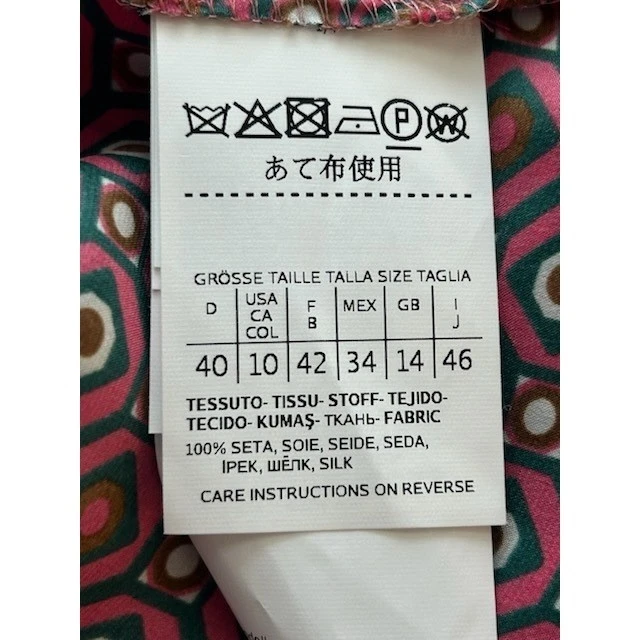 P W
あて布使用
GRÖSSE TAILLE TALLA SIZE TAGLIA
D USA CA COL F B MEX GB I J
40 10 42 34 14 46
TESSUTO- TISSU- STOFF- TEJIDO-
TECIDO- KUMAŞ- ТКАНЬ- FABRIC
100% SETA, SOIE, SEIDE, SEDA,
İPEK, ШЁЛК, SILK
CARE INSTRUCTIONS ON REVERSE